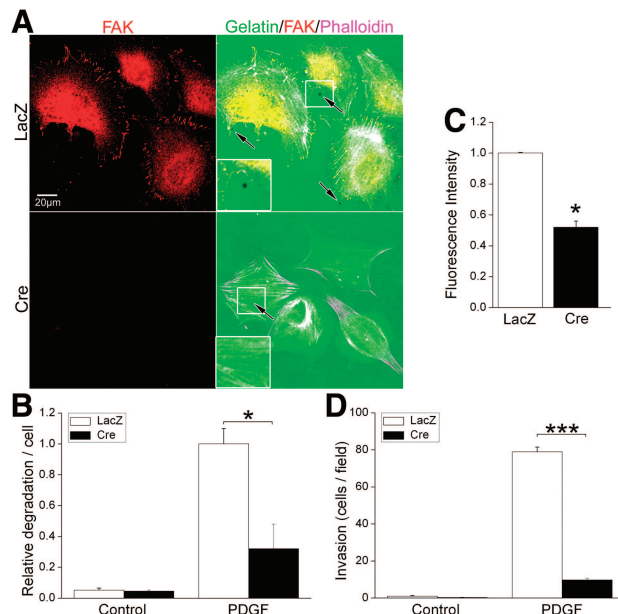 A
FAK
Gelatin/FAK/Phalloidin
LacZ
20μm
Cre
C
Fluorescence Intensity
1.2
1.0
0.8
0.6
0.4
0.2
0.0
*
LacZ
Cre
B
Relative degradation / cell
1.2
1.0
0.8
0.6
0.4
0.2
0.0
LacZ
Cre
*
Control
PDGF
D
Invasion (cells / field)
100
80
60
40
20
0
LacZ
Cre
***
Control
PDGF